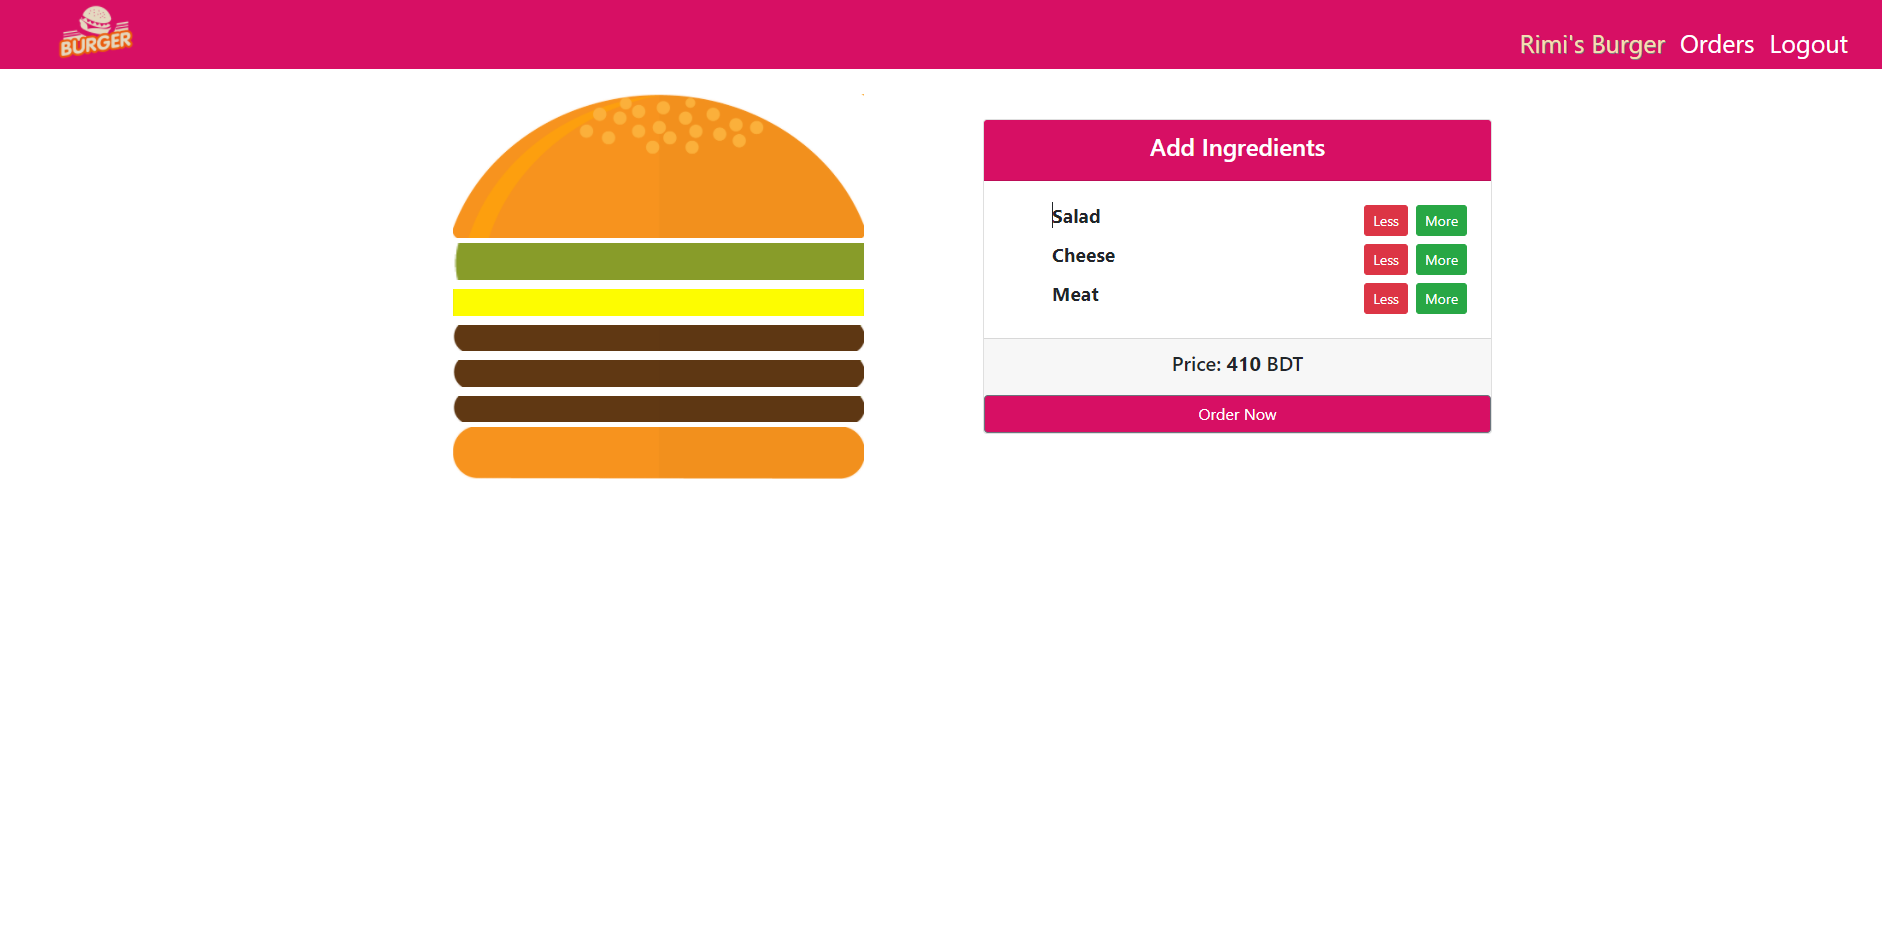 BURGER
Rimi's Burger Orders Logout
Add Ingredients
Salad Less More
Cheese Less More
Meat Less More
Price: 410 BDT
Order Now